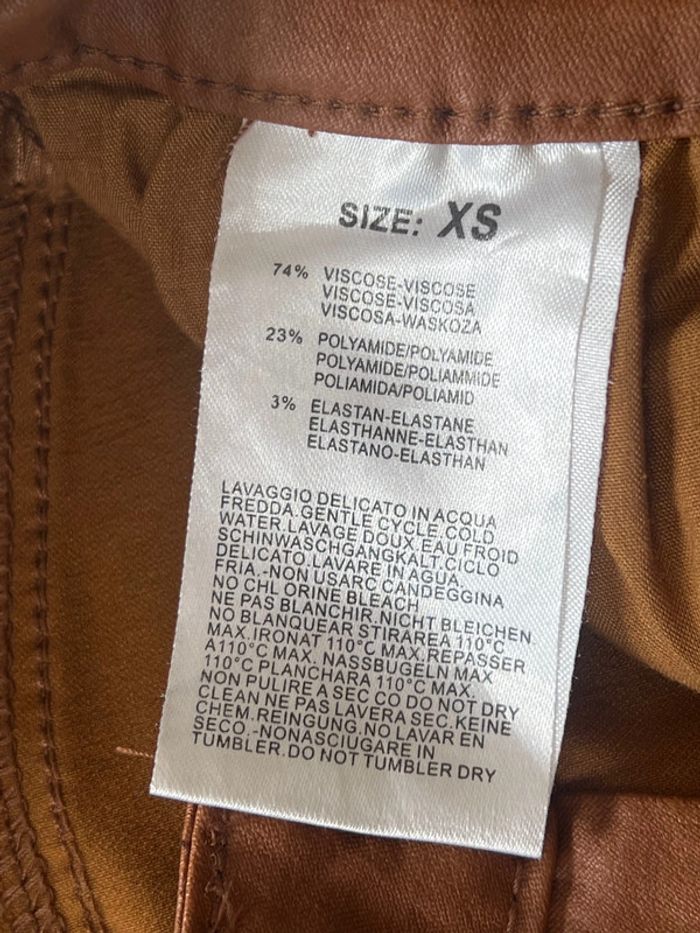 SIZE: XS
74% VISCOSE-VISCOSE
VISCOSE-VISCOSA
VISCOSA-WASKOZA
23% POLYAMIDE/POLYAMIDE
POLYAMIDE/POLIAMMIDE
POLIAMIDA/POLIAMID
3% ELASTAN-ELASTANE
ELASTHANNE-ELASTHAN
ELASTANO-ELASTHAN
LAVAGGIO DELICATO IN ACQUA
FREDDA.GENTLE CYCLE.COLD
WATER.LAVAGE DOUX.EAU FROID
SCHINWASCHGANGKALT.CICLO
DELICATO.LAVARE IN AGUA.
FRIA.-NON USARC CANDEGGINA
NO CHL ORINE BLEACH
NE PAS BLANCHIR.NICHT BLEICHEN.
NO BLANQUEAR STIRAREA 110°C
MAX.IRONAT 110°C MAX.REPASSER
A110°C MAX. NASSBUGELN MAX
110°C PLANCHARA 110°C MAX.
NON PULIRE A SEC CO DO NOT DRY
CLEAN NE PAS LAVERA SEC.KEINE
CHEM.REINGUNG.NO LAVAR EN
SECO.-NONASCIUGARE IN
TUMBLER.DO NOT TUMBLER DRY